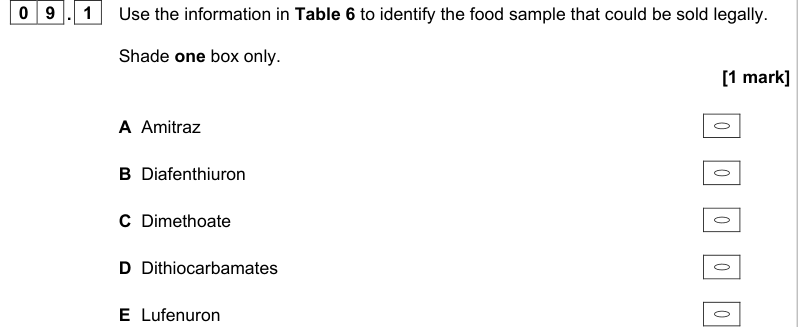 0 9 . 1 Use the information in Table 6 to identify the food sample that could be sold legally.
Shade one box only.
[1 mark]
A Amitraz
B Diafenthiuron
C Dimethoate
D Dithiocarbamates
E Lufenuron